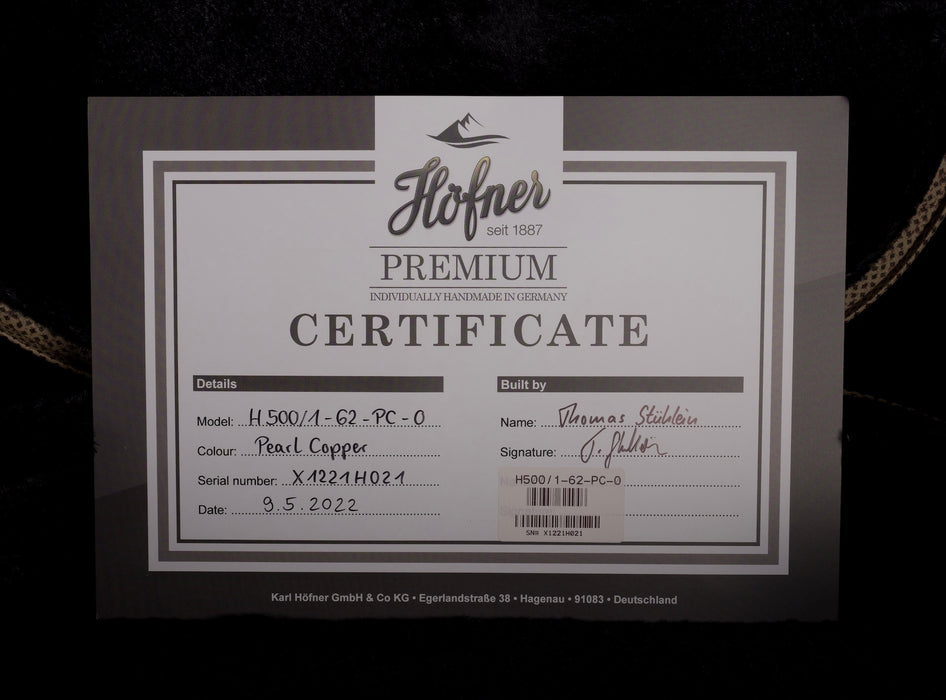 Höfner
seit 1887
PREMIUM
INDIVIDUALLY HANDMADE IN GERMANY
CERTIFICATE
Details
Model: H500/1-62-PC-0
Colour: Pearl Copper
Serial number: X1221H021
Date: 9.5.2022
Built by
Name: Thomas Stühlein
Signature:
H500/1-62-PC-0
SN# X1221H021
Karl Höfner GmbH & Co KG • Egerlandstraße 38 • Hagenau • 91083 • Deutschland